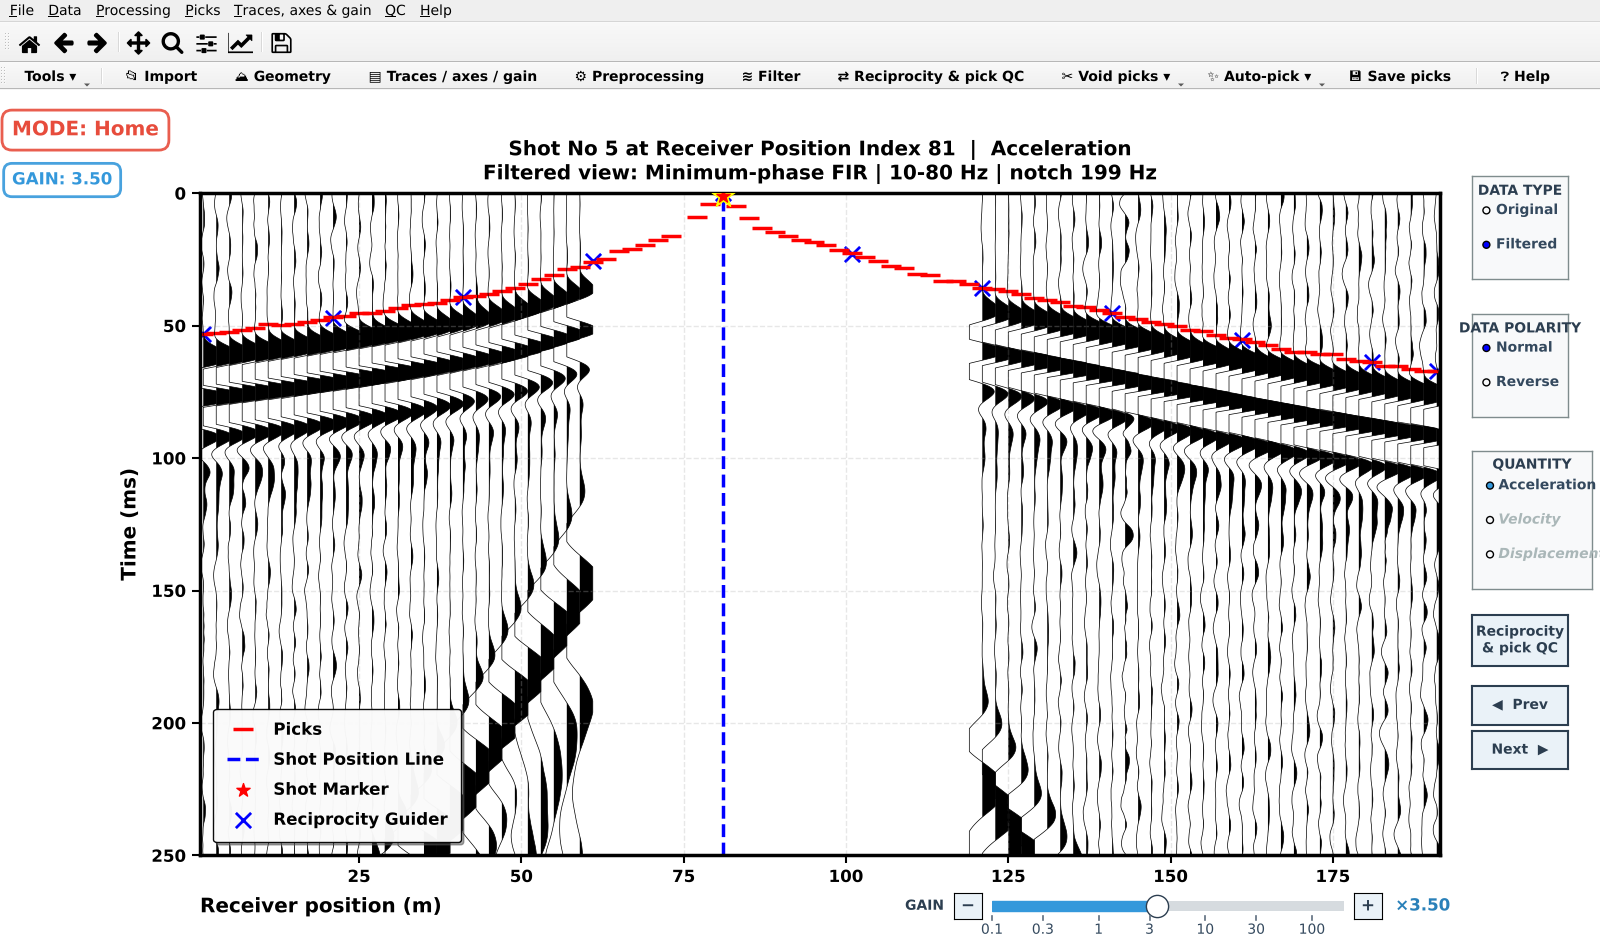 File Data Processing Picks Traces, axes & gain QC Help
Tools ▾ Import Geometry Traces / axes / gain Preprocessing Filter Reciprocity & pick QC Void picks ▾ Auto-pick ▾ Save picks ? Help
MODE: Home
GAIN: 3.50
Shot No 5 at Receiver Position Index 81 | Acceleration
Filtered view: Minimum-phase FIR | 10-80 Hz | notch 199 Hz
0
50
100
150
200
250
Time (ms)
25 50 75 100 125 150 175
Receiver position (m)
Picks
Shot Position Line
Shot Marker
Reciprocity Guider
DATA TYPE
Original
Filtered
DATA POLARITY
Normal
Reverse
QUANTITY
Acceleration
Velocity
Displacement
Reciprocity
& pick QC
◀ Prev
Next ▶
GAIN − + ×3.50
0.1 0.3 1 3 10 30 100